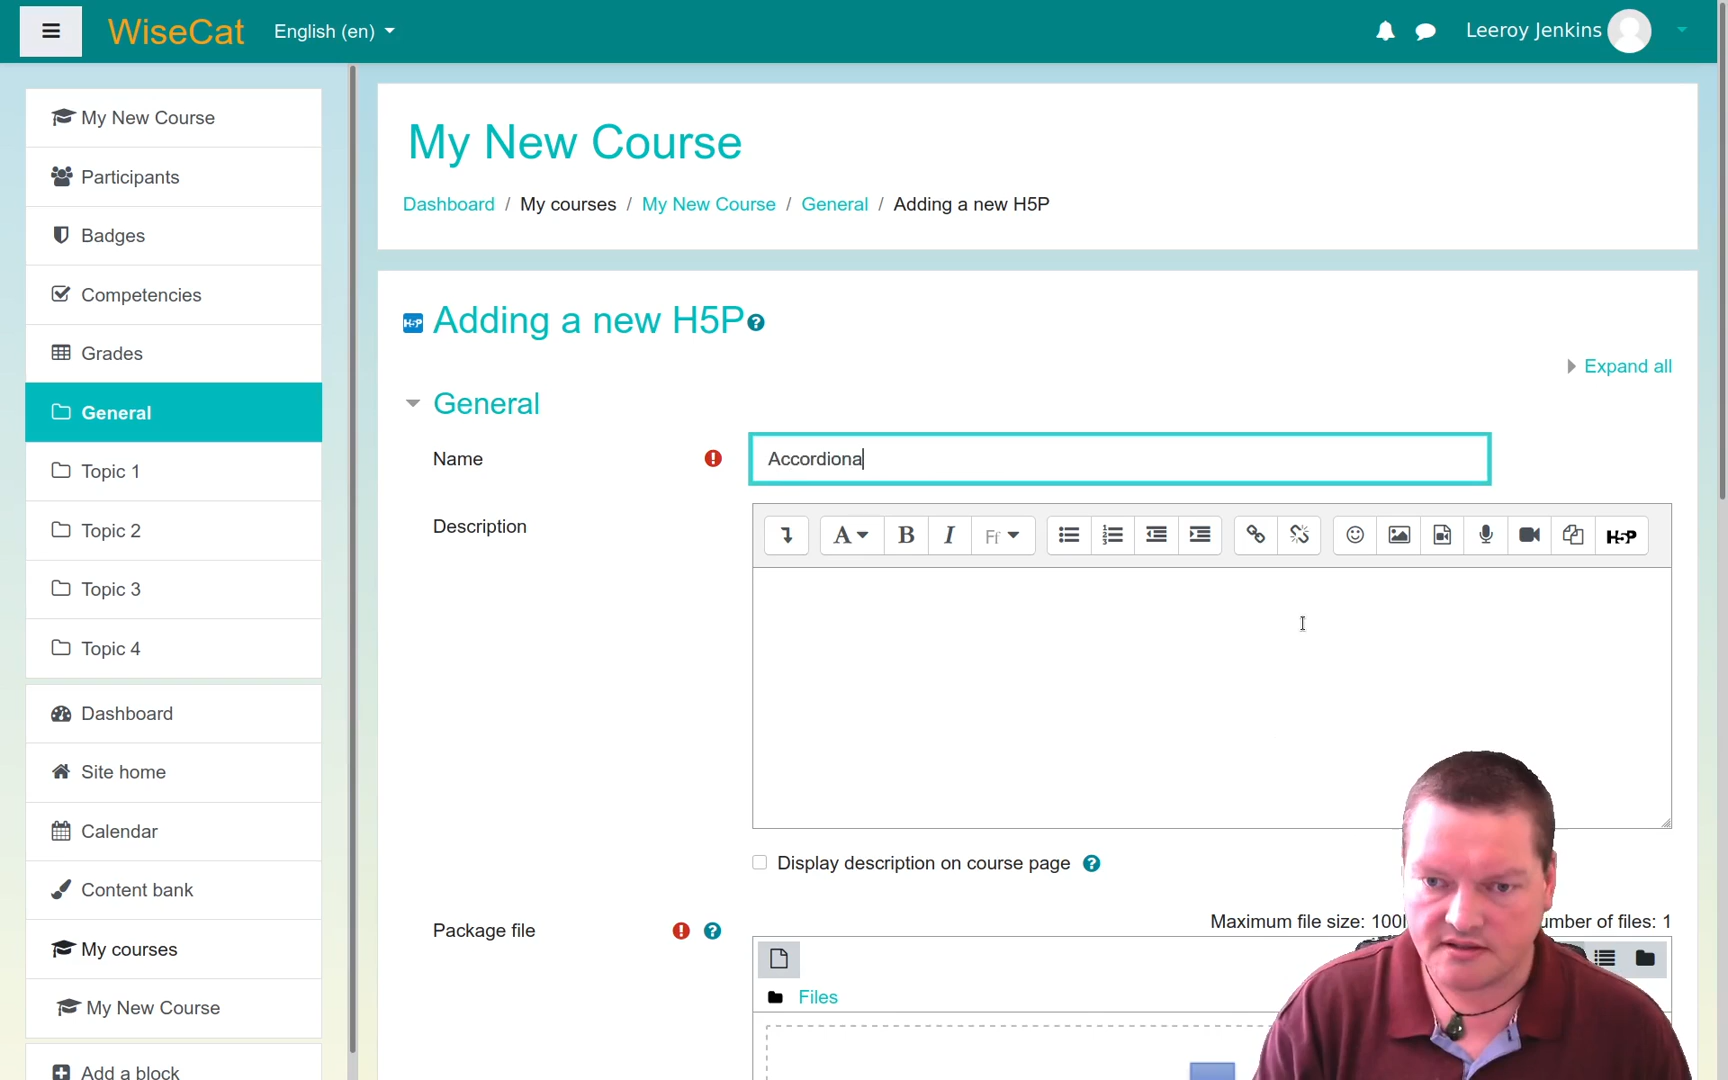 WiseCat
English (en)
Leeroy Jenkins
My New Course
Participants
Badges
Competencies
Grades
General
Topic 1
Topic 2
Topic 3
Topic 4
Dashboard
Site home
Calendar
Content bank
My courses
My New Course
Add a block
My New Course
Dashboard / My courses / My New Course / General / Adding a new H5P
H-P Adding a new H5P
Expand all
General
Name
Accordiona
Description
A B I Ff H5P
Display description on course page
Package file
Maximum file size: umber of files: 1
Files